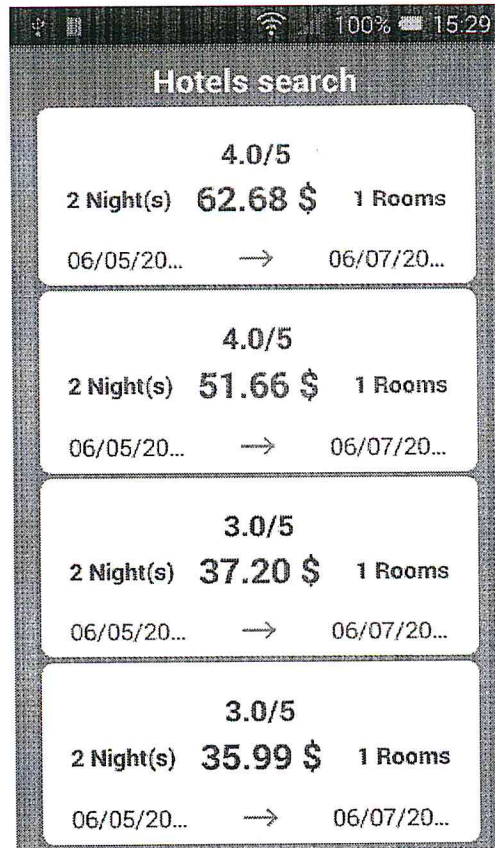 100% 15:29
Hotels search
4.0/5
2 Night(s) 62.68 $ 1 Rooms
06/05/20... → 06/07/20...
4.0/5
2 Night(s) 51.66 $ 1 Rooms
06/05/20... → 06/07/20...
3.0/5
2 Night(s) 37.20 $ 1 Rooms
06/05/20... → 06/07/20...
3.0/5
2 Night(s) 35.99 $ 1 Rooms
06/05/20... → 06/07/20...